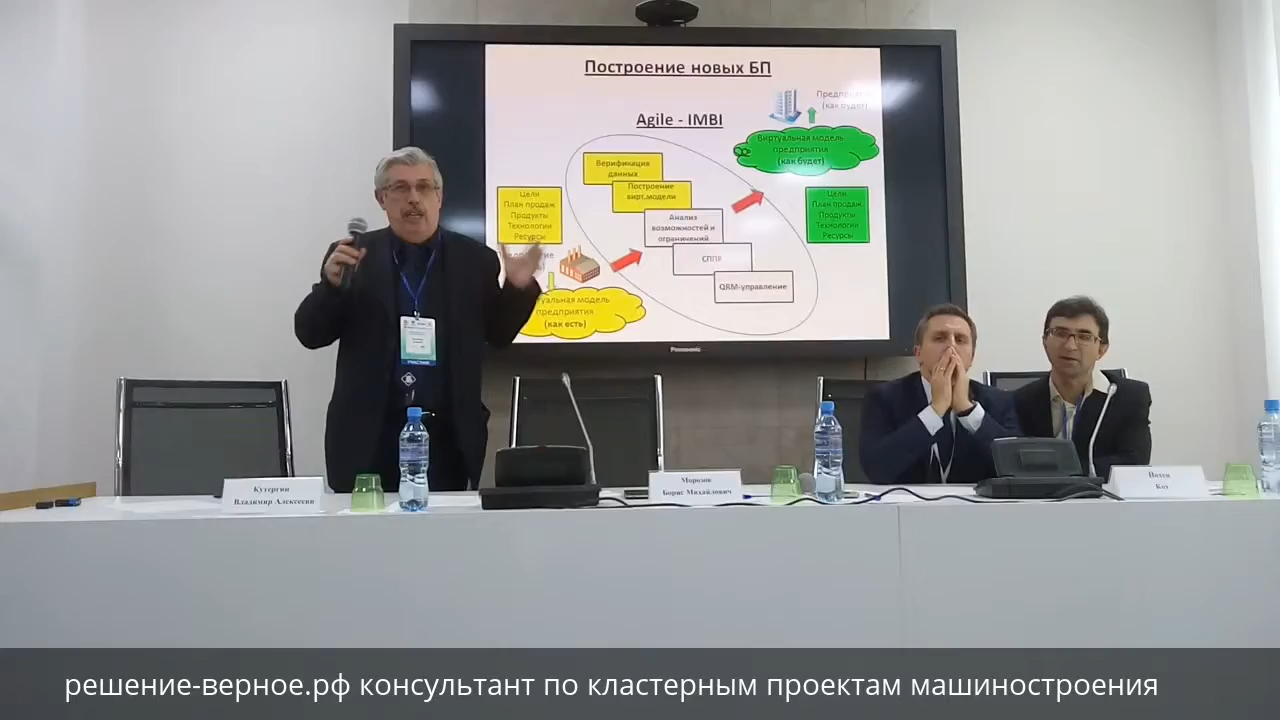 Построение новых БП
Agile - IMBI
Предприятие
(как будет)
Виртуальная модель
предприятия
(как будет)
Верификация
данных
Построение
вирт.модели
Анализ
возможностей и
ограничений
СППР
QRM-управление
Цели
План продаж
Продукты
Технологии
Ресурсы
Цели
План продаж
Продукты
Технологии
Ресурсы
модель
предприятия
(как есть)
Panasonic
УЧАСТНИК
Кутергин
Владимир Алексеевич
Морозов
Борис Михайлович
решение-верное.рф консультант по кластерным проектам машиностроения